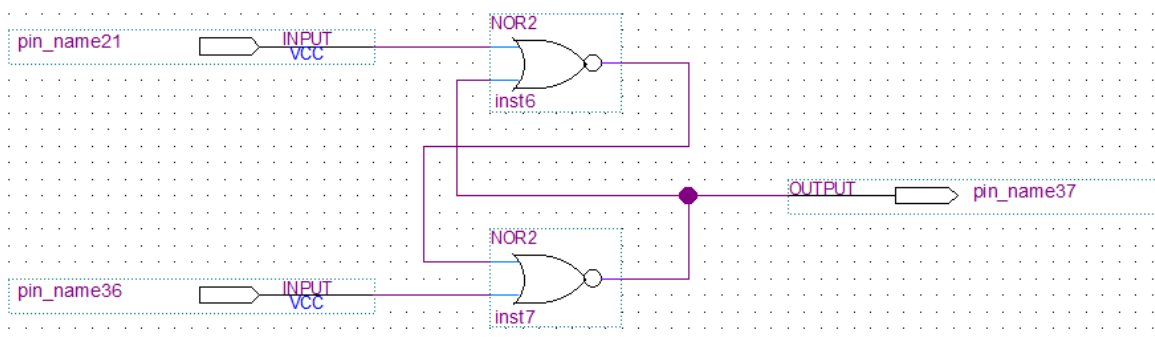 NOR2
pin_name21
INPUT
VCC
inst6
OUTPUT
pin_name37
NOR2
pin_name36
INPUT
VCC
inst7